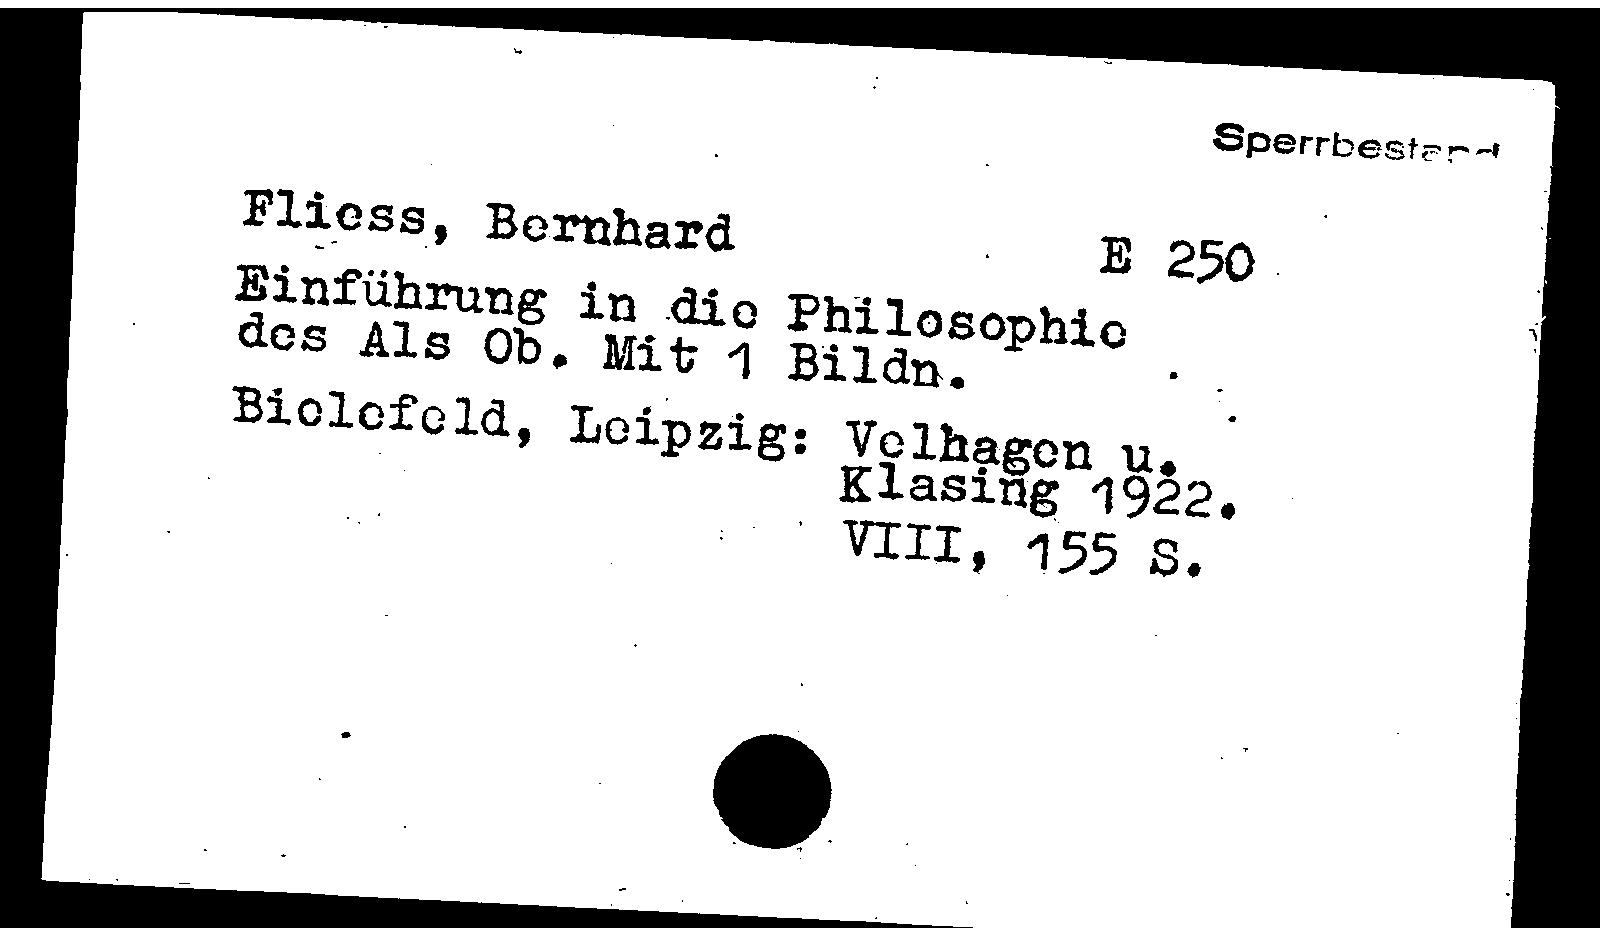 Sperrbestand
Fliess, Bernhard
E 250
Einführung in die Philosophie
des Als Ob. Mit 1 Bildn.
Bielefeld, Leipzig: Velhagen u.
Klasing 1922.
VIII, 155 S.